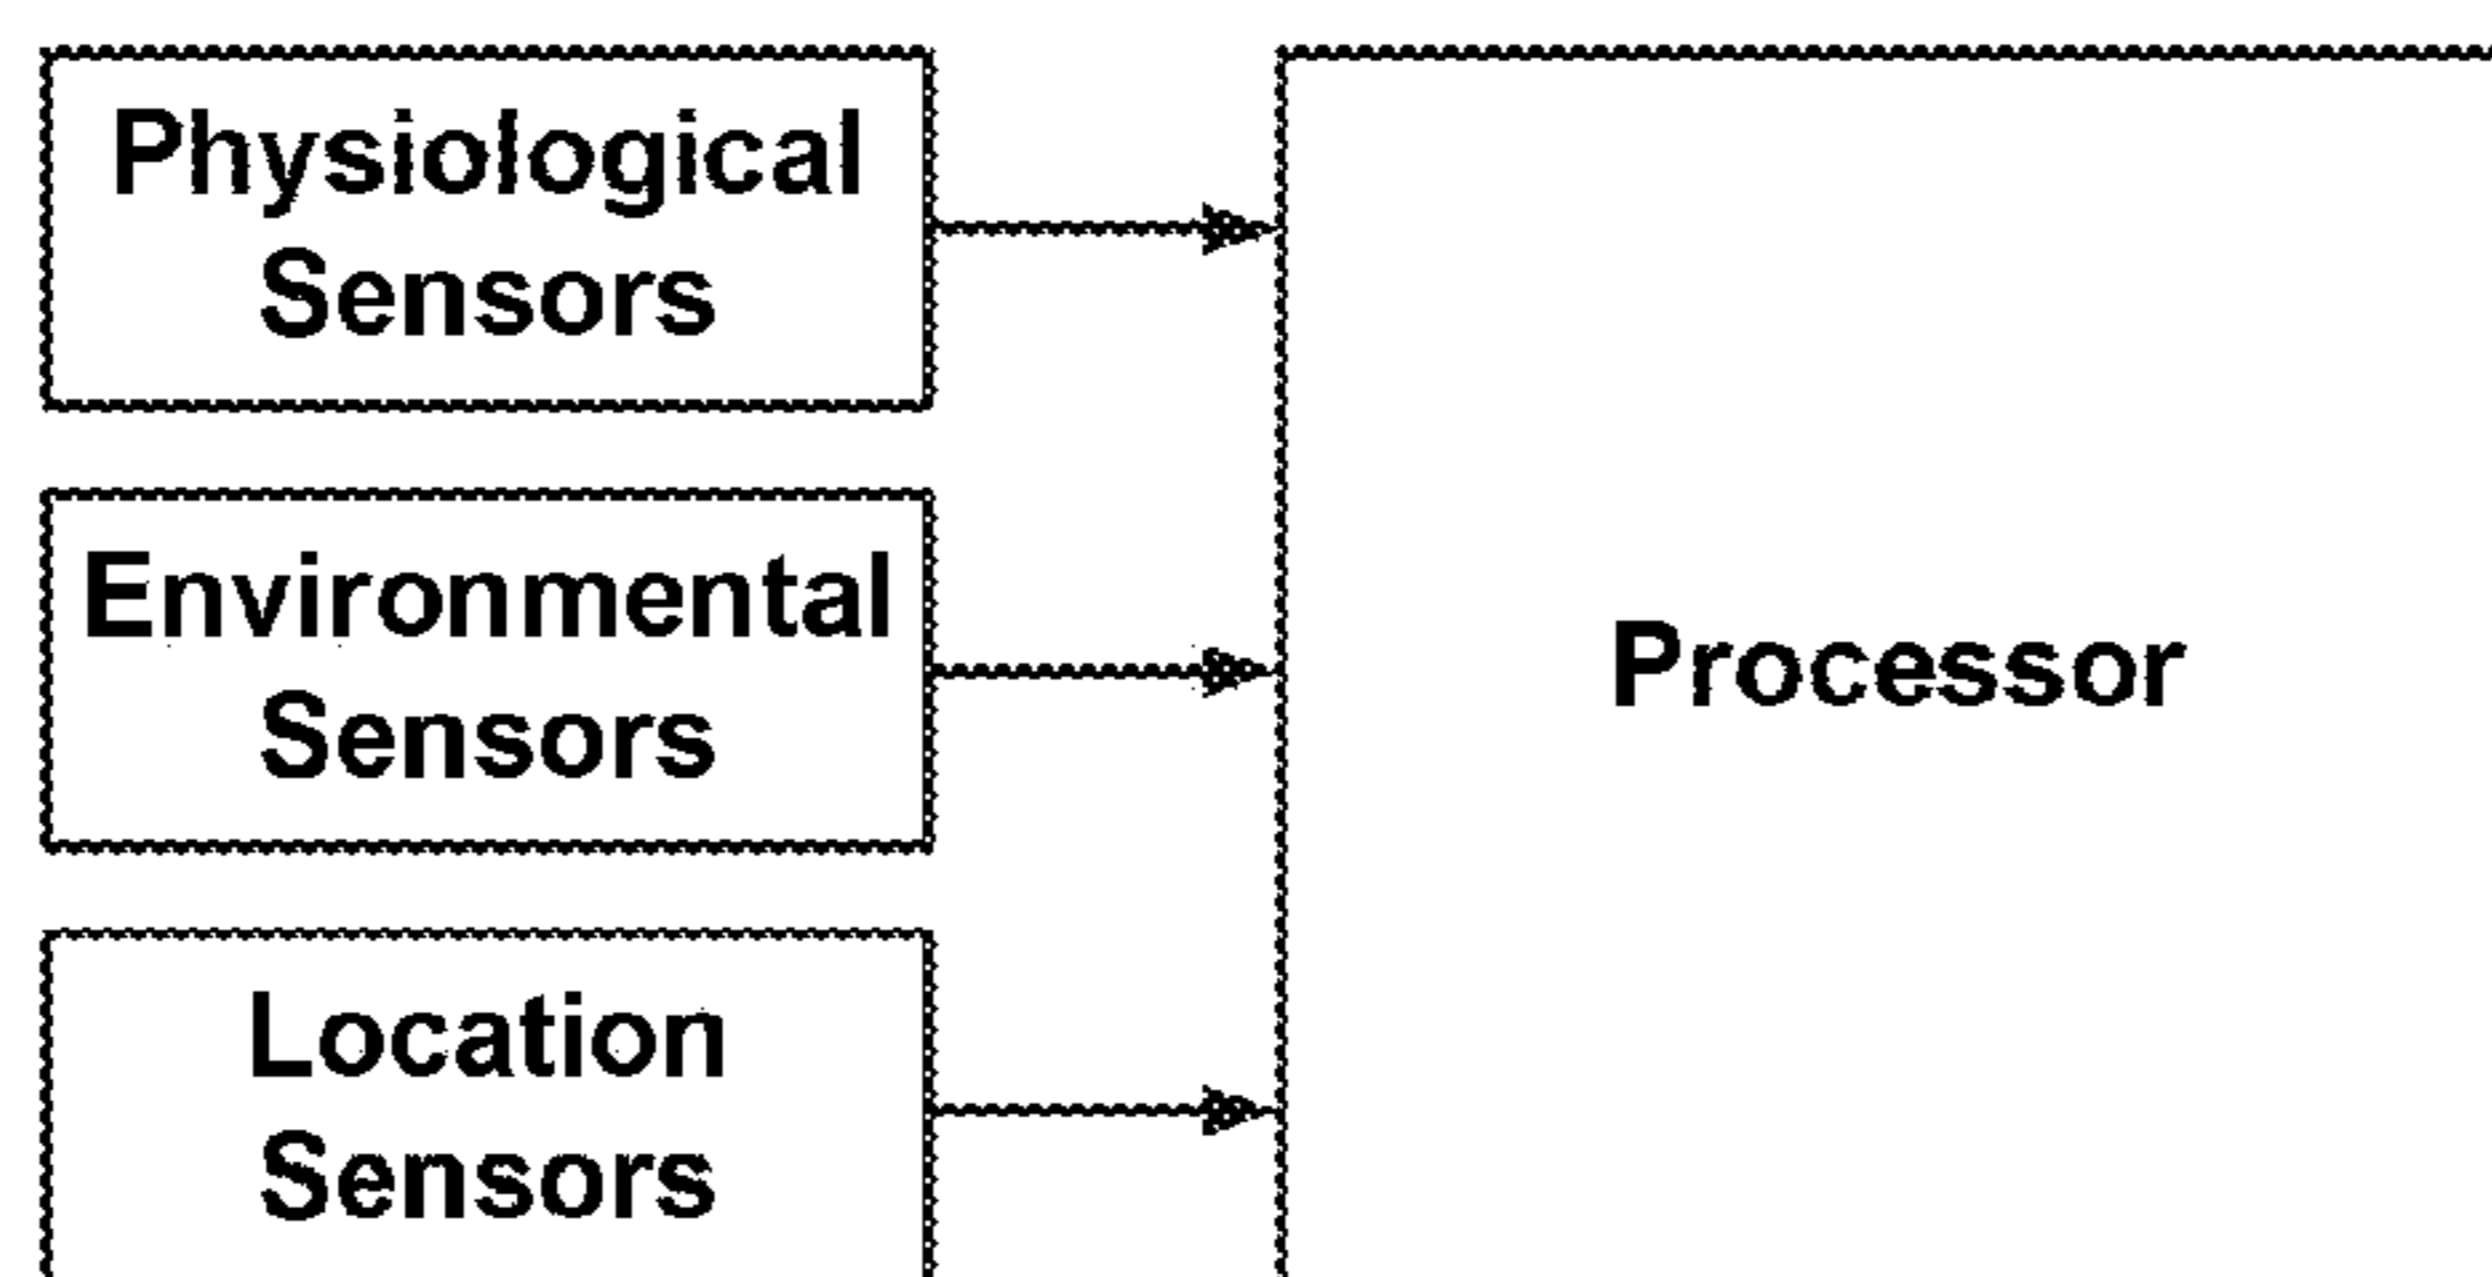 Physiological
Sensors
Environmental
Sensors
Processor
Location
Sensors